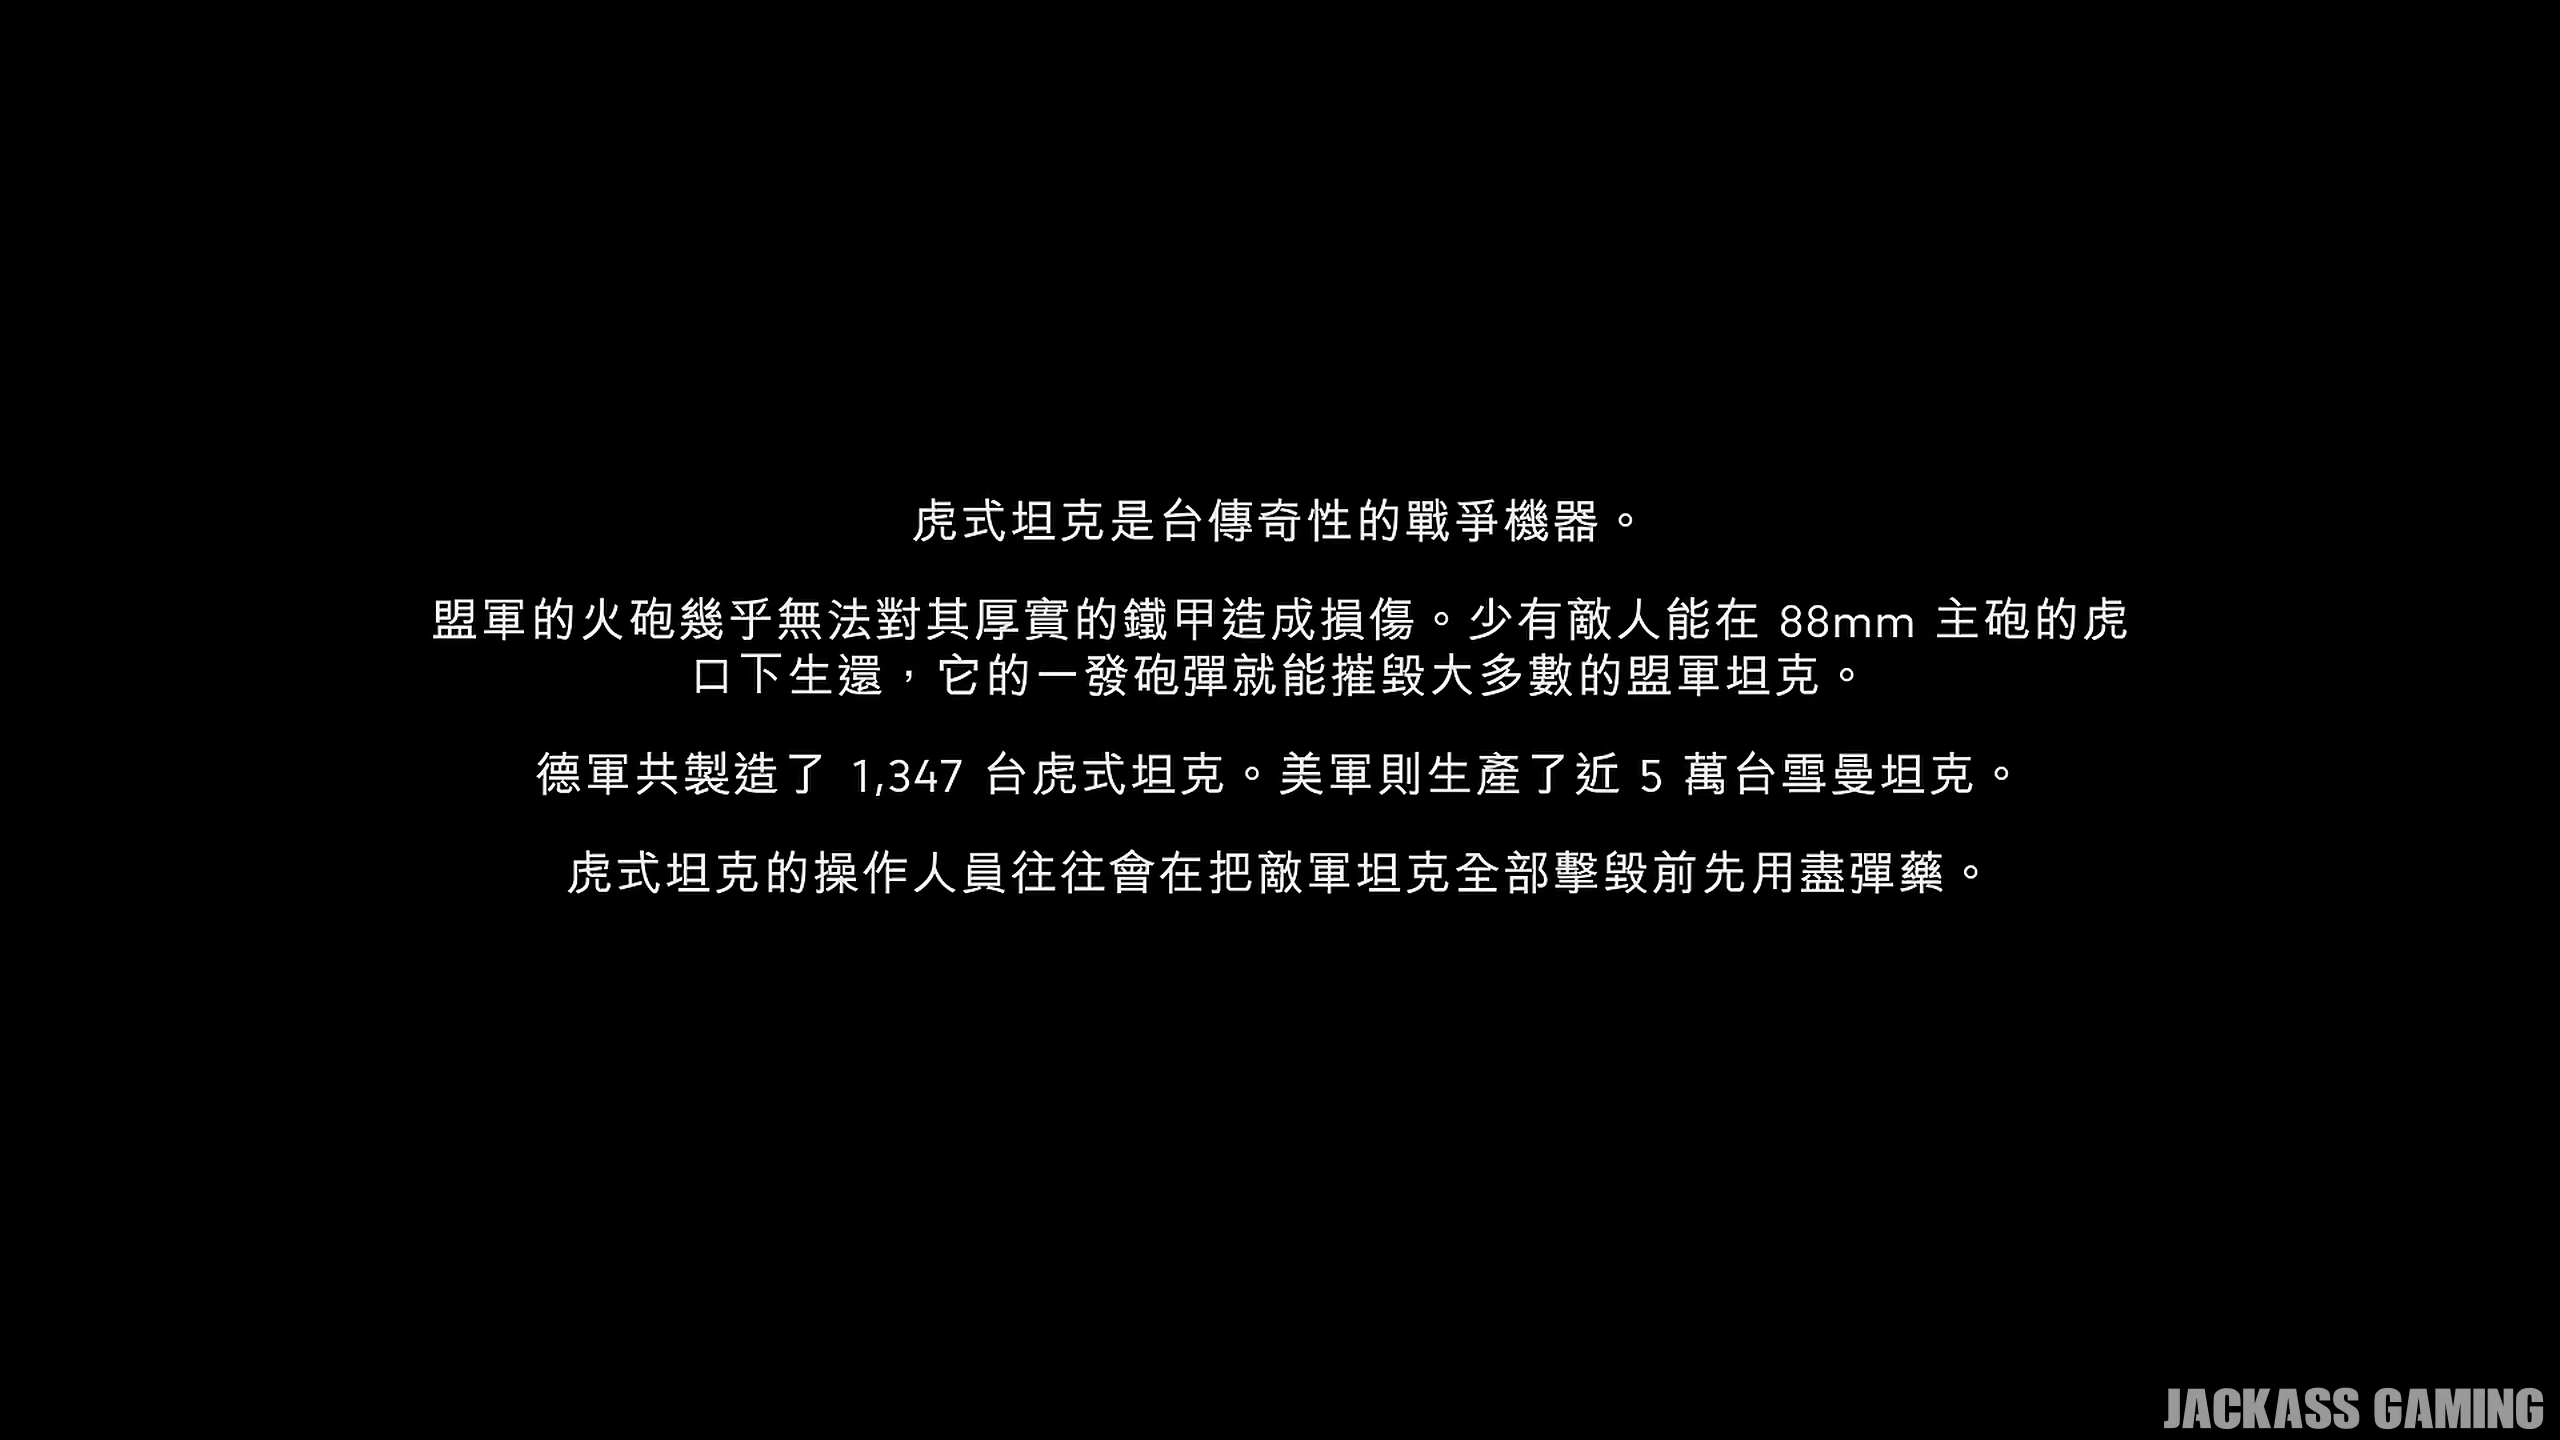 虎式坦克是台傳奇性的戰爭機器。
盟軍的火砲幾乎無法對其厚實的鐵甲造成損傷。少有敵人能在 88mm 主砲的虎
口下生還，它的一發砲彈就能摧毀大多數的盟軍坦克。
德軍共製造了 1,347 台虎式坦克。美軍則生產了近 5 萬台雪曼坦克。
虎式坦克的操作人員往往會在把敵軍坦克全部擊毀前先用盡彈藥。
JACKASS GAMING